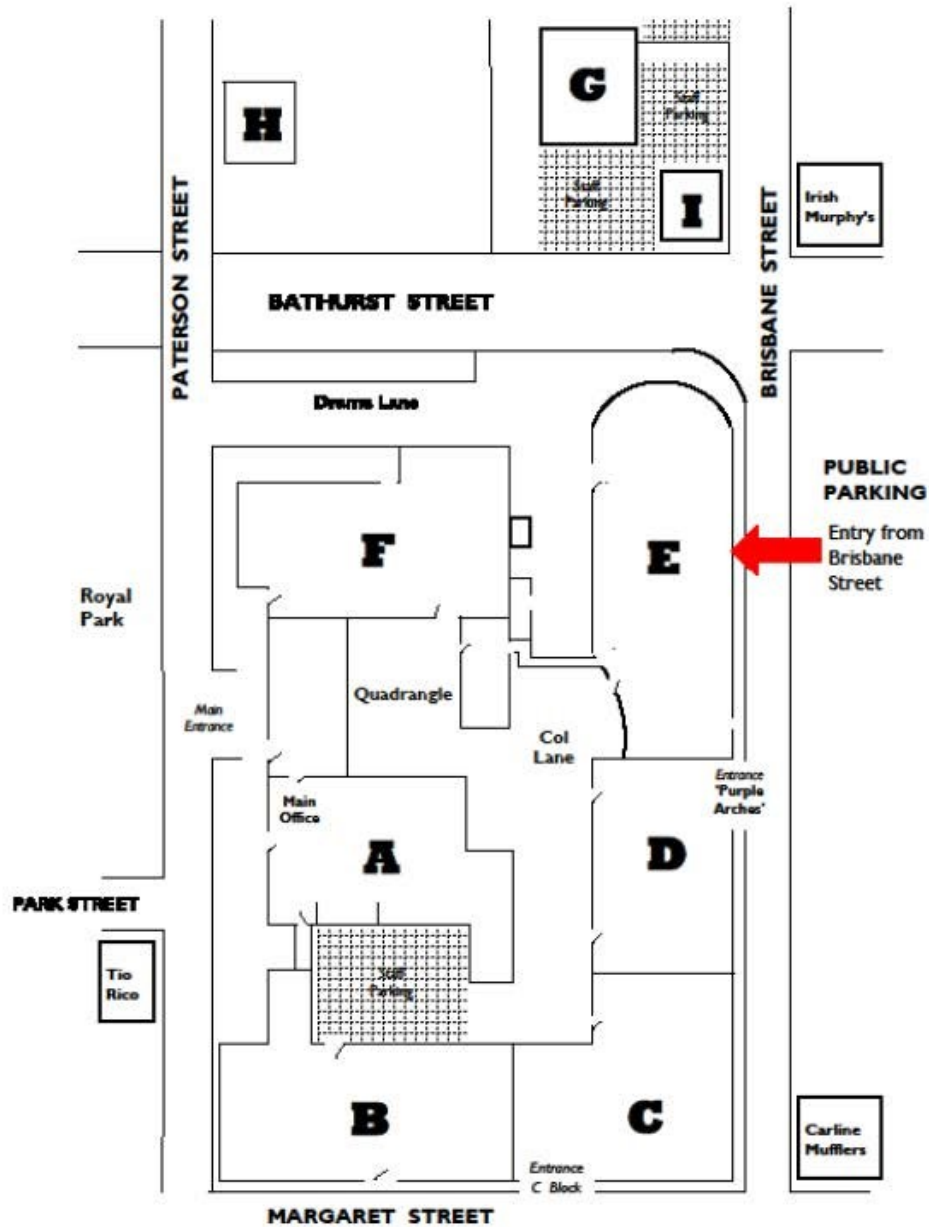 G
Staff
Parking
H
Staff
Parking
I
Irish
Murphy's
PATERSON STREET
BRISBANE STREET
BATHURST STREET
Drama Lane
PUBLIC
PARKING
Entry from
Brisbane
Street
F
E
Royal
Park
Quadrangle
Main
Entrance
Col
Lane
Entrance
'Purple
Arches'
Main
Office
A
D
PARK STREET
Tio
Rico
Staff
Parking
B
C
Carline
Mufflers
Entrance
C Block
MARGARET STREET